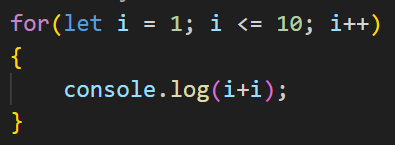 for(let i = 1; i <= 10; i++)
{
    console.log(i+i);
}